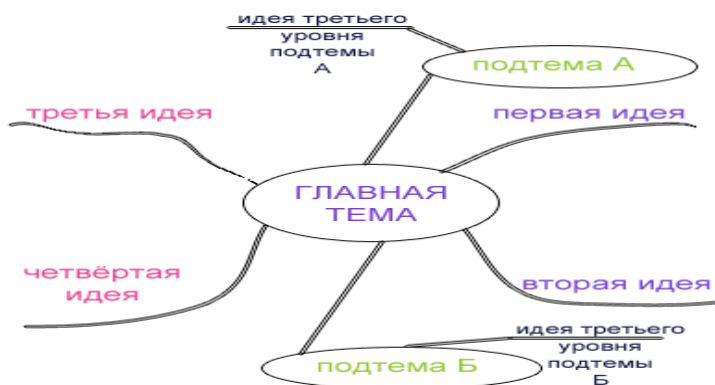 идея третьего
уровня
подтемы
А
подтема А
третья идея
первая идея
ГЛАВНАЯ
ТЕМА
четвёртая
идея
вторая идея
идея третьего
уровня
подтемы
Б
подтема Б